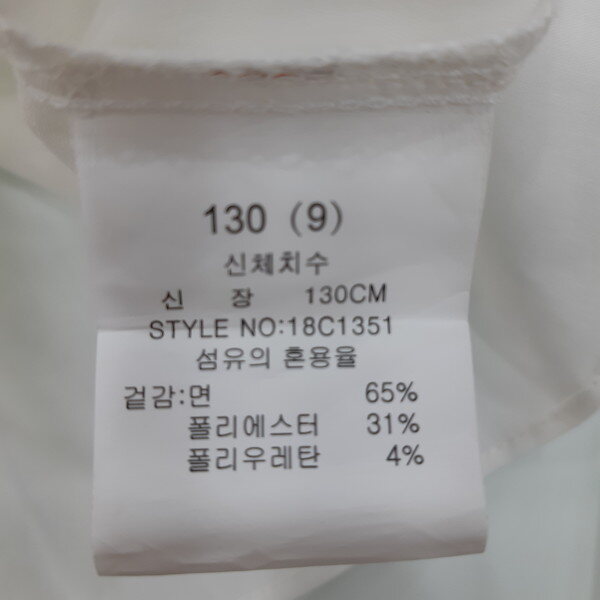 130 (9)
신체치수
신 장 130CM
STYLE NO:18C1351
섬유의 혼용율
겉감:면 65%
폴리에스터 31%
폴리우레탄 4%